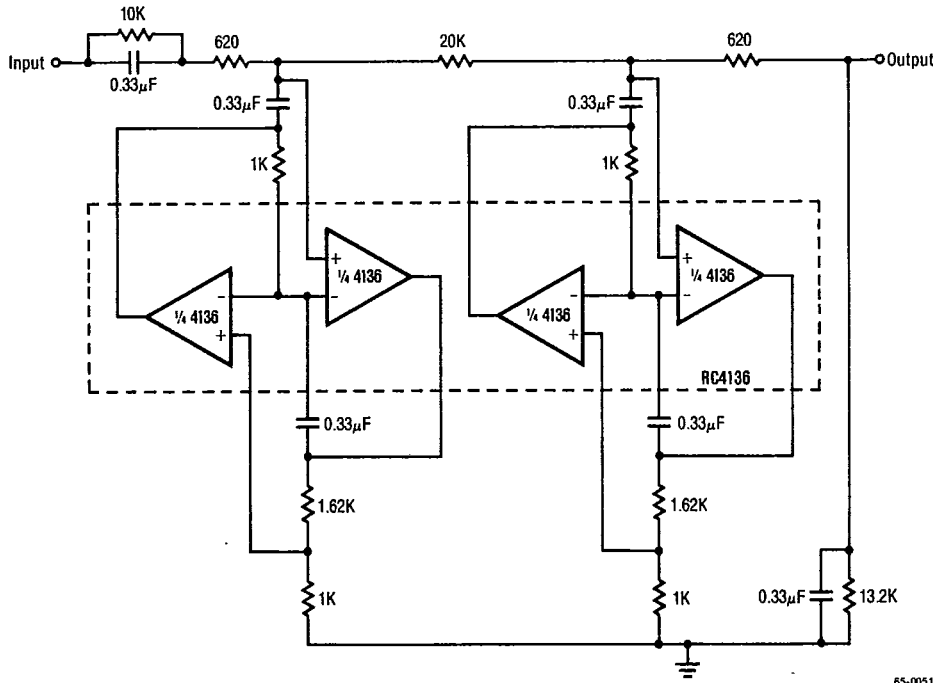 10K
620
20K
620
Input
Output
0.33μF
0.33μF
0.33μF
1K
1K
+
¼ 4136
−
+
¼ 4136
−
−
¼ 4136
+
−
¼ 4136
+
RC4136
0.33μF
0.33μF
1.62K
1.62K
1K
1K
0.33μF
13.2K
65-0051